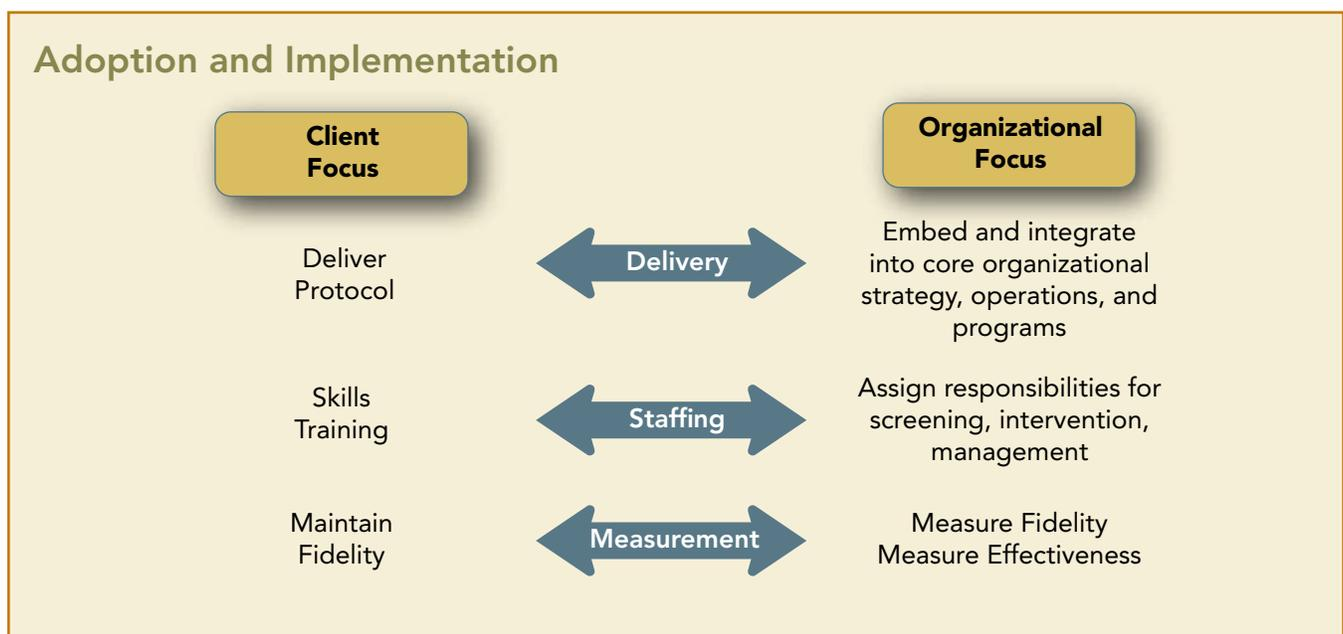 Adoption and Implementation
Client
Focus
Organizational
Focus
Deliver
Protocol
Delivery
Embed and integrate
into core organizational
strategy, operations, and
programs
Skills
Training
Staffing
Assign responsibilities for
screening, intervention,
management
Maintain
Fidelity
Measurement
Measure Fidelity
Measure Effectiveness